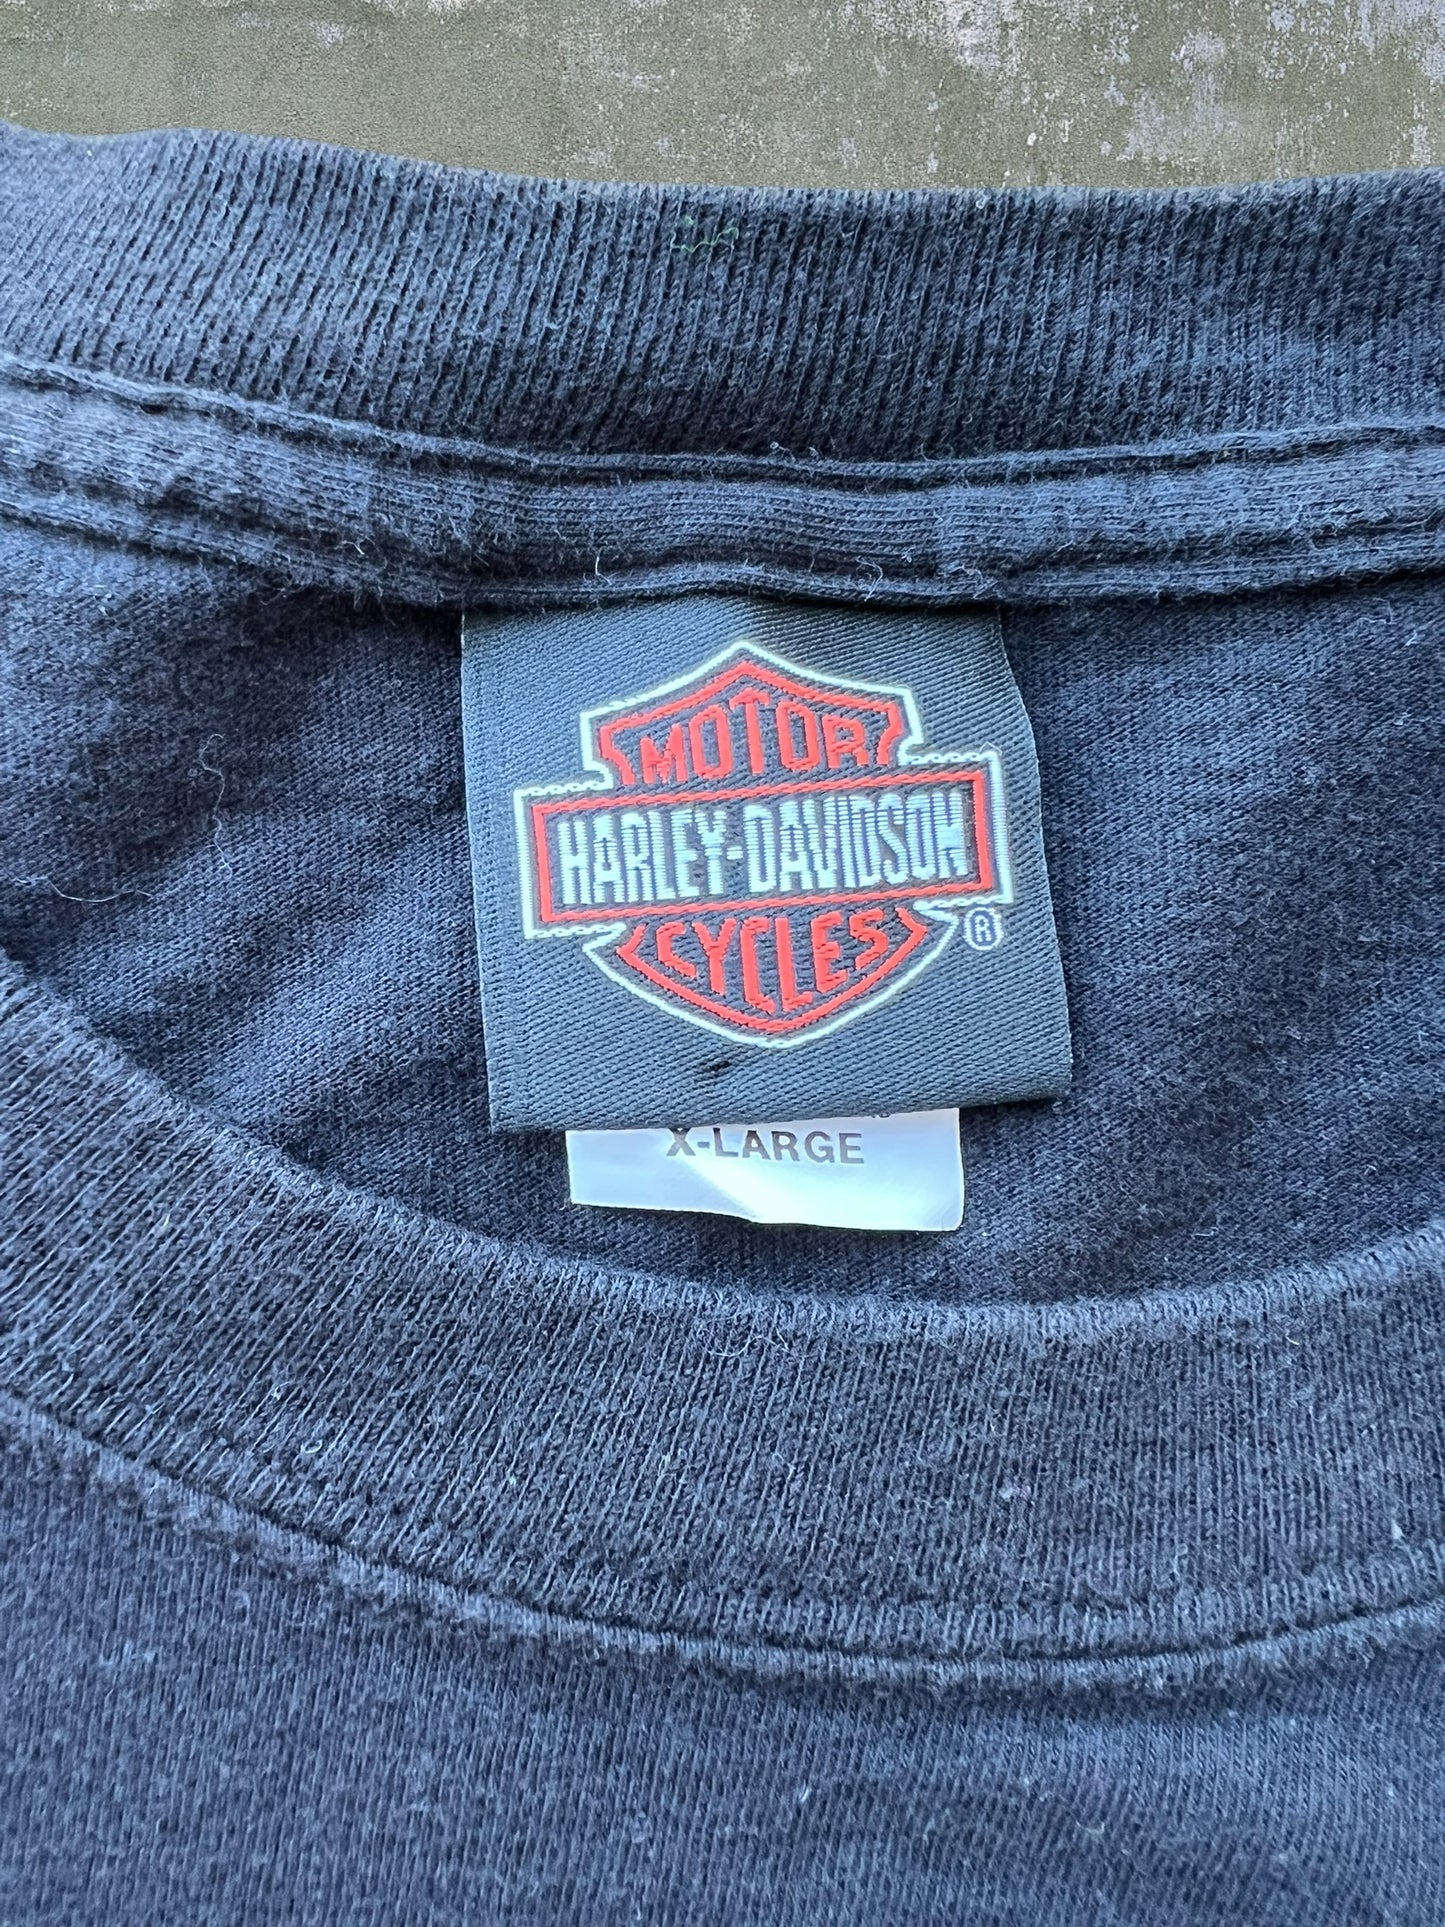 MOTOR
HARLEY-DAVIDSON
CYCLES
®
X-LARGE